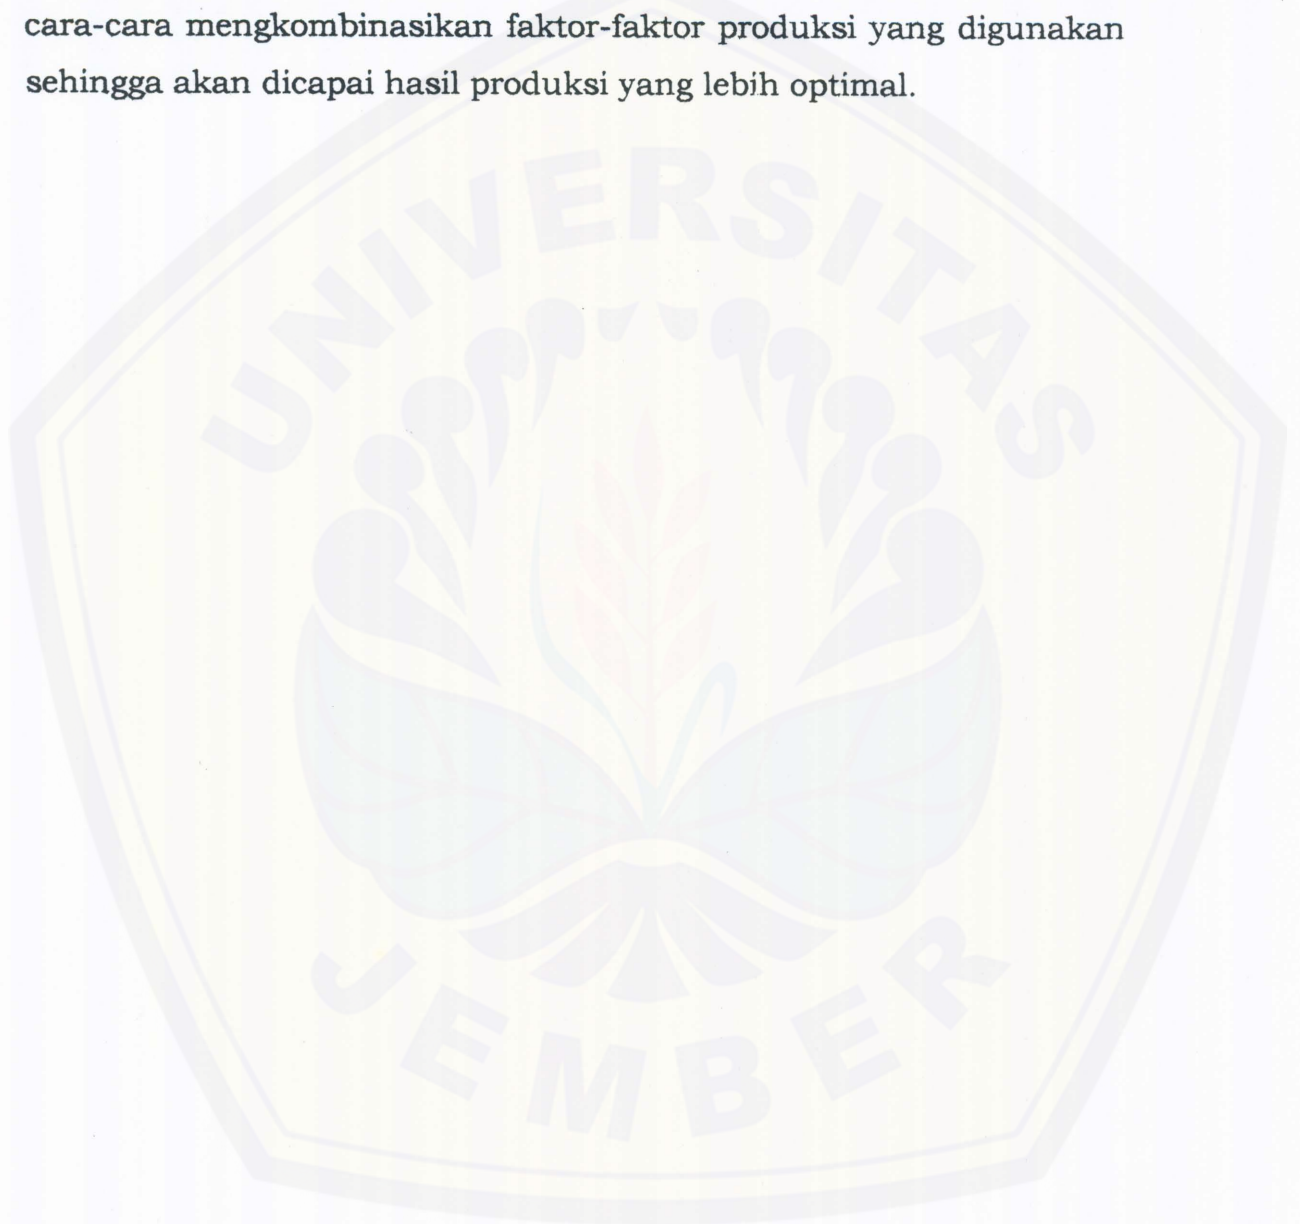 cara-cara mengkombinasikan faktor-faktor produksi yang digunakan
sehingga akan dicapai hasil produksi yang lebih optimal.
UNIVERSITAS
JEMBER